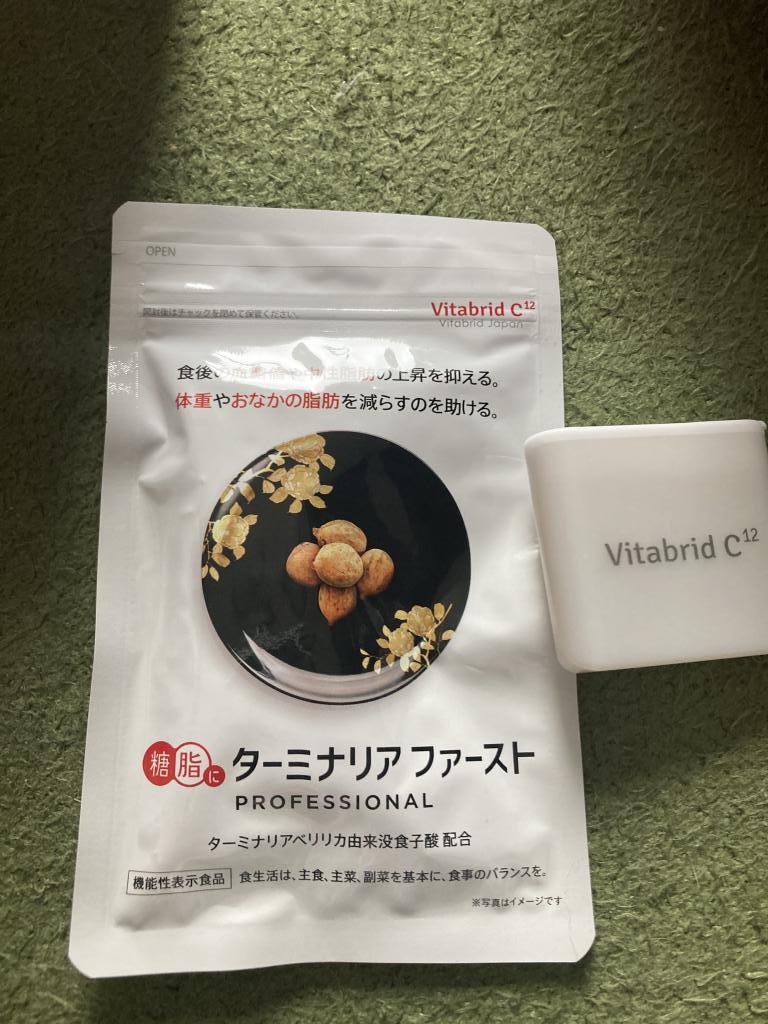 OPEN
開封後はチャックを閉めて保管ください。
Vitabrid C12
Vitabrid Japan
食後の血糖値や中性脂肪の上昇を抑える。
体重やおなかの脂肪を減らすのを助ける。
Vitabrid C12
糖脂に ターミナリア ファースト
PROFESSIONAL
ターミナリアベリリカ由来没食子酸 配合
機能性表示食品 食生活は、主食、主菜、副菜を基本に、食事のバランスを。
※写真はイメージです